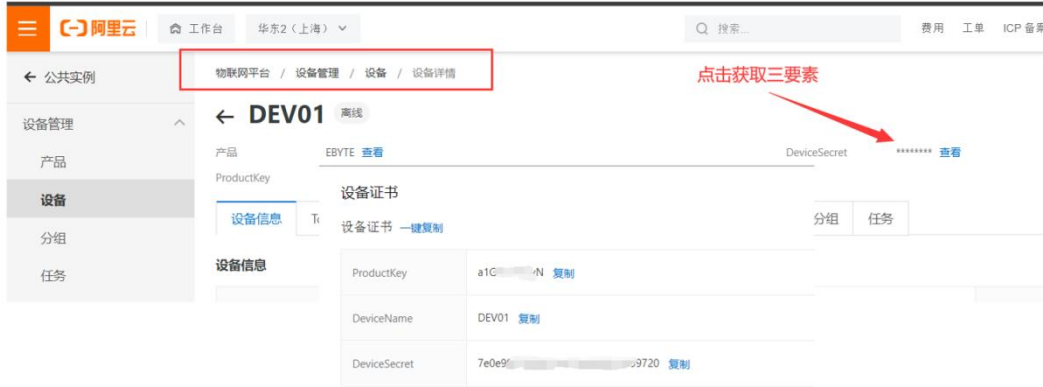 阿里云 工作台 华东2（上海） 搜索... 费用 工单 ICP 备案
公共实例 物联网平台 / 设备管理 / 设备 / 设备详情 点击获取三要素
设备管理 DEV01 离线
产品 产品 EBYTE 查看 DeviceSecret ******** 查看
ProductKey
设备 设备证书
设备信息 设备证书 一键复制 分组 任务
分组
任务 设备信息 ProductKey a1G N 复制
DeviceName DEV01 复制
DeviceSecret 7e0e9 9720 复制